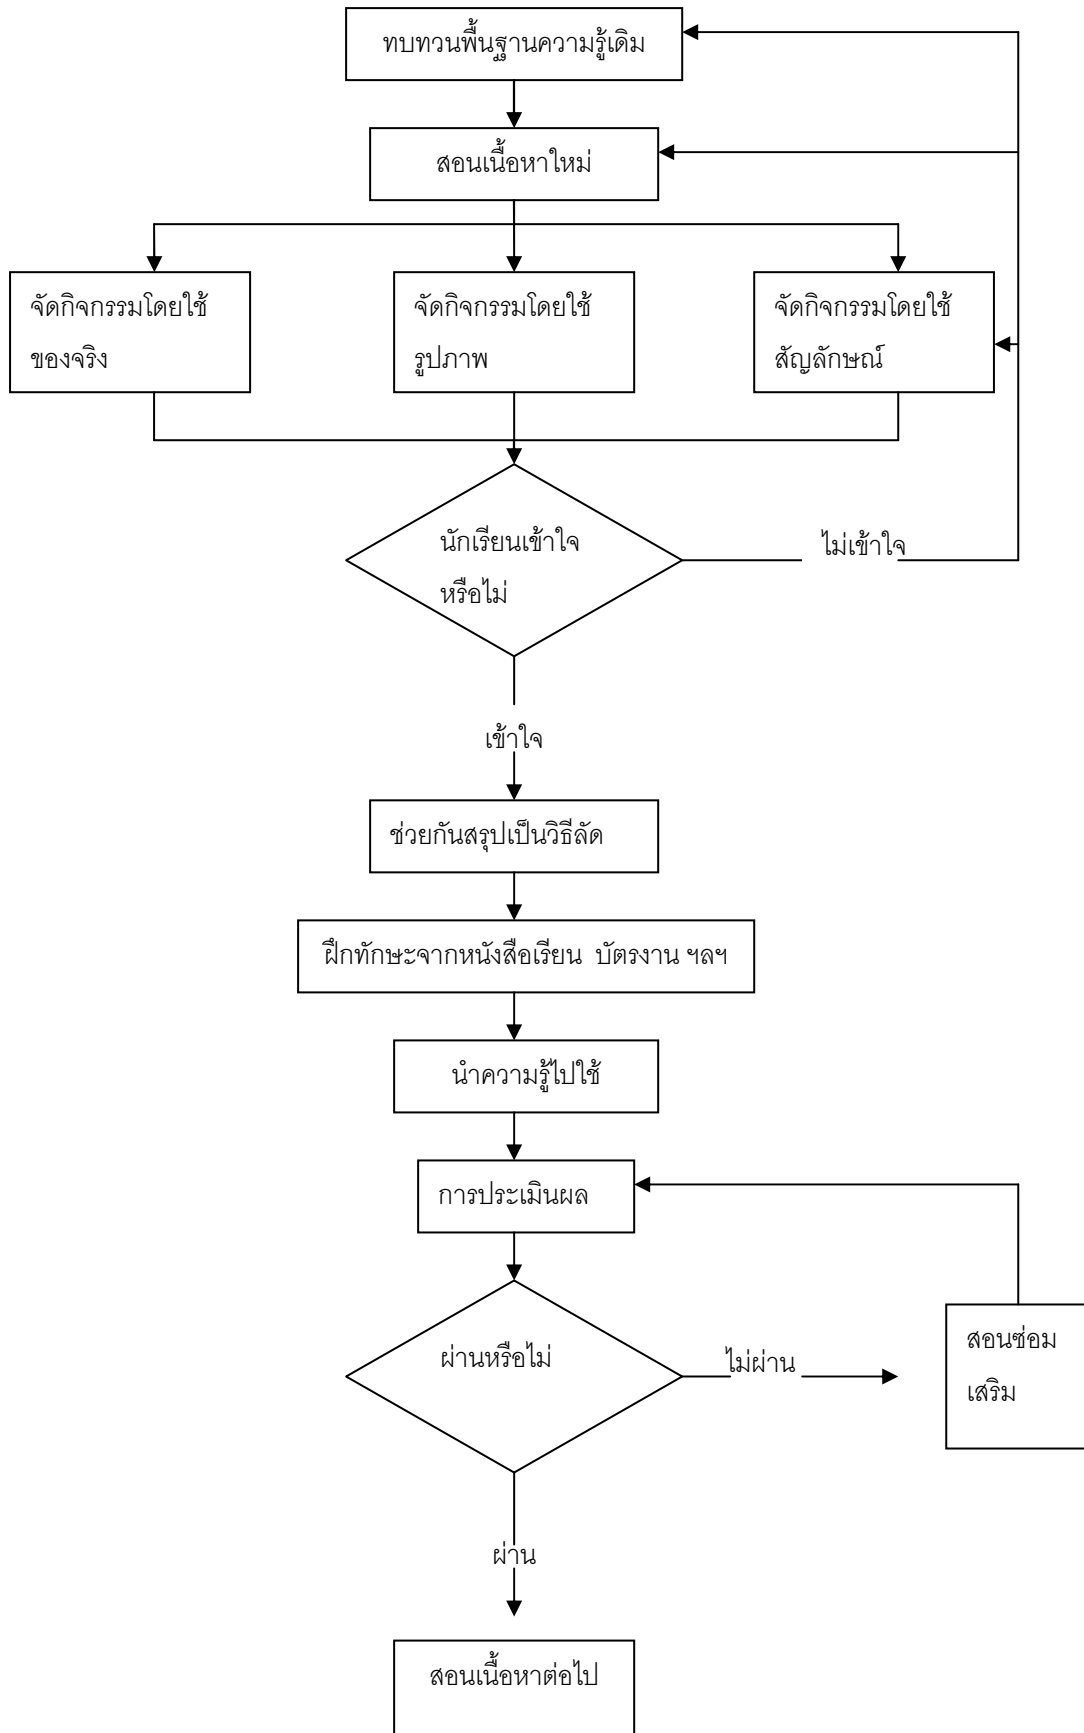 ทบทวนพื้นฐานความรู้เดิม
สอนเนื้อหาใหม่
จัดกิจกรรมโดยใช้
ของจริง
จัดกิจกรรมโดยใช้
รูปภาพ
จัดกิจกรรมโดยใช้
สัญลักษณ์
นักเรียนเข้าใจ
หรือไม่
ไม่เข้าใจ
เข้าใจ
ช่วยกันสรุปเป็นวิธีลัด
ฝึกทักษะจากหนังสือเรียน บัตรงาน ฯลฯ
นำความรู้ไปใช้
การประเมินผล
ผ่านหรือไม่
ไม่ผ่าน
สอนซ่อม
เสริม
ผ่าน
สอนเนื้อหาต่อไป